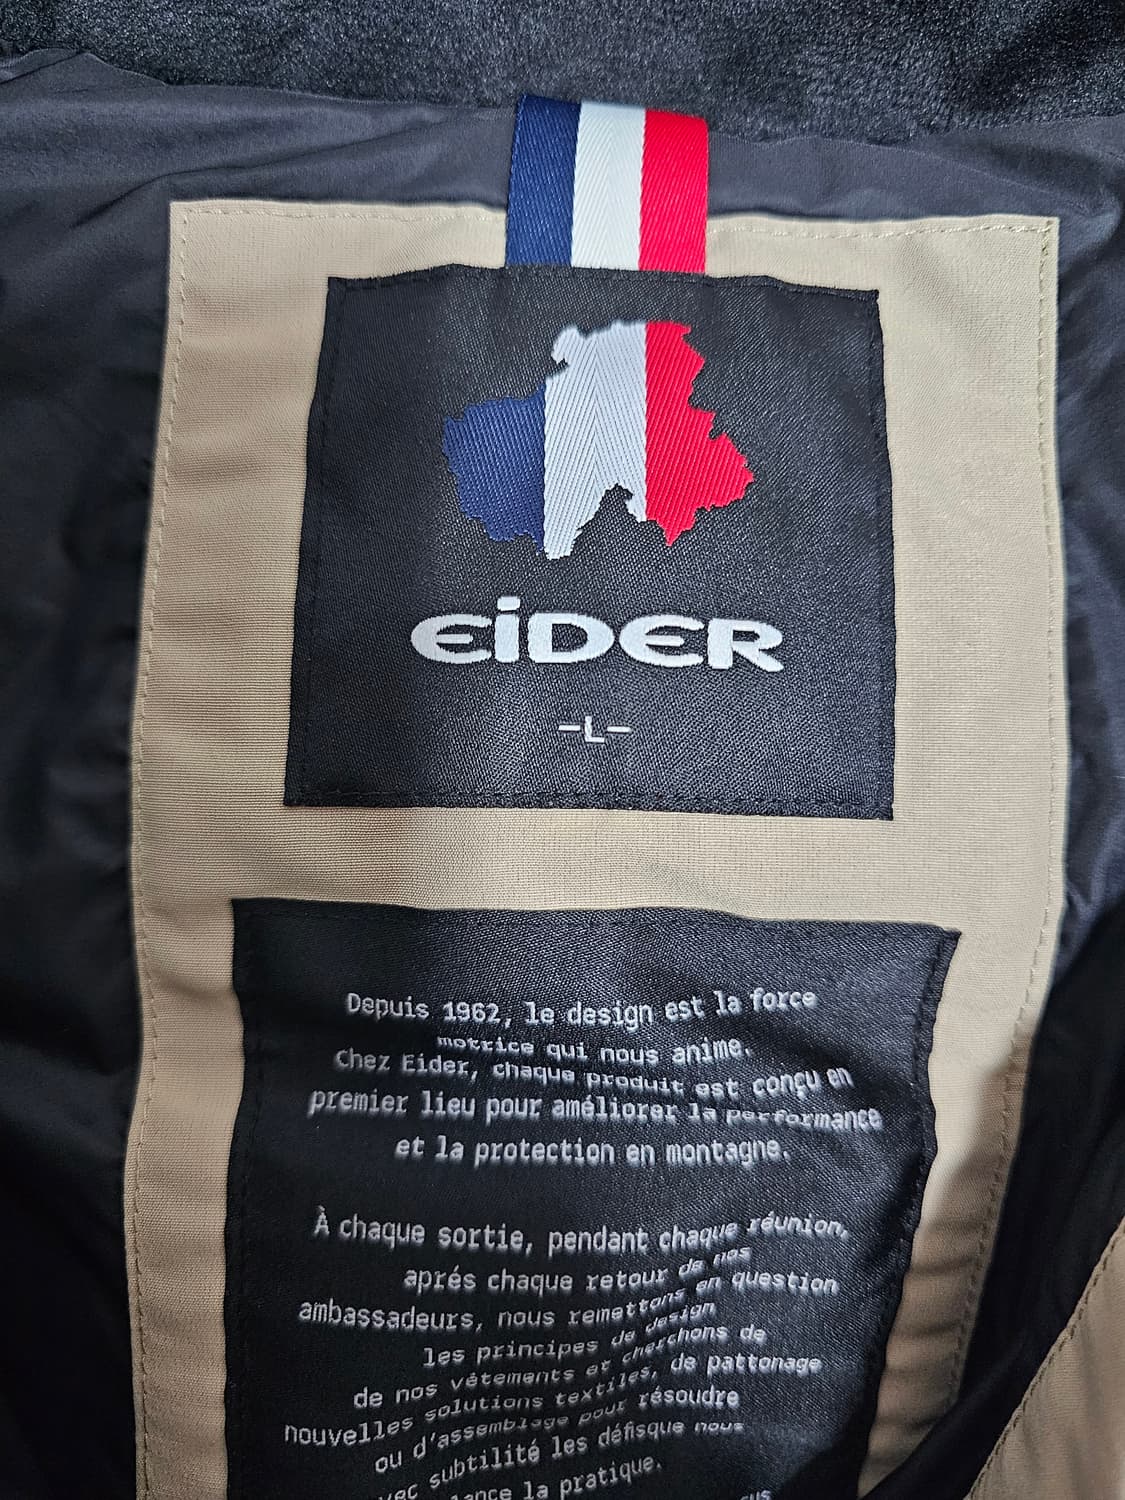 EiDER
-L-
Depuis 1962, le design est la force
motrice qui nous anime.
Chez Eider, chaque produit est conçu en
premier lieu pour améliorer la performance
et la protection en montagne.
À chaque sortie, pendant chaque réunion,
aprés chaque retour de nos
ambassadeurs, nous remettons en question
les principes de design
de nos vêtements et cherchons de
nouvelles solutions textiles, de pattonage
ou d'assemblage pour résoudre
subtilité les défisque nous
la pratique.